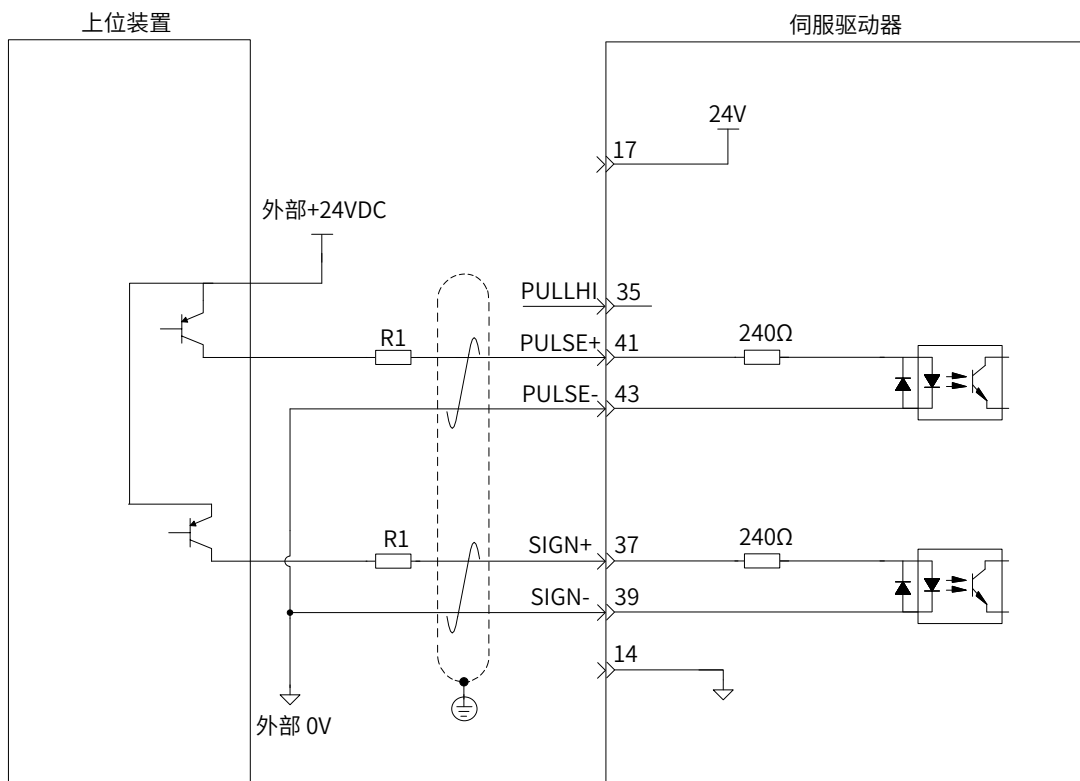 上位装置
伺服驱动器
24V
17
外部+24VDC
PULLHI
35
R1
PULSE+
41
240Ω
PULSE-
43
R1
SIGN+
37
240Ω
SIGN-
39
14
外部 0V